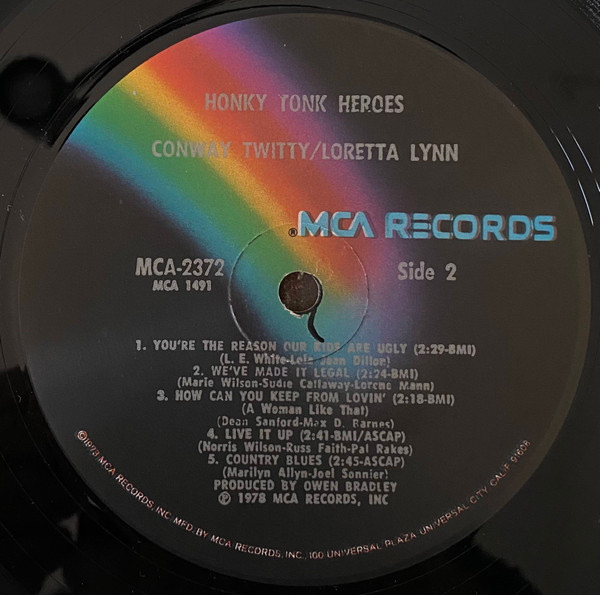 HONKY TONK HEROES
CONWAY TWITTY/LORETTA LYNN
®MCA RECORDS
MCA-2372
MCA 1491
Side 2
1. YOU'RE THE REASON OUR KIDS ARE UGLY (2:29-BMI)
(L. E. White-Lola Jean Dillon)
2. WE'VE MADE IT LEGAL (2:24-BMI)
(Marie Wilson-Sudie Callaway-Lorene Mann)
3. HOW CAN YOU KEEP FROM LOVIN' (2:18-BMI)
(A Woman Like That)
(Dean Sanford-Max D. Barnes)
4. LIVE IT UP (2:41-BMI/ASCAP)
(Norris Wilson-Russ Faith-Pal Rakes)
5. COUNTRY BLUES (2:45-ASCAP)
(Marilyn Allyn-Joel Sonnier)
PRODUCED BY OWEN BRADLEY
℗ 1978 MCA RECORDS, INC
©1973 MCA RECORDS, INC. MFD. BY MCA RECORDS, INC., 100 UNIVERSAL PLAZA, UNIVERSAL CITY, CALIF. 91608